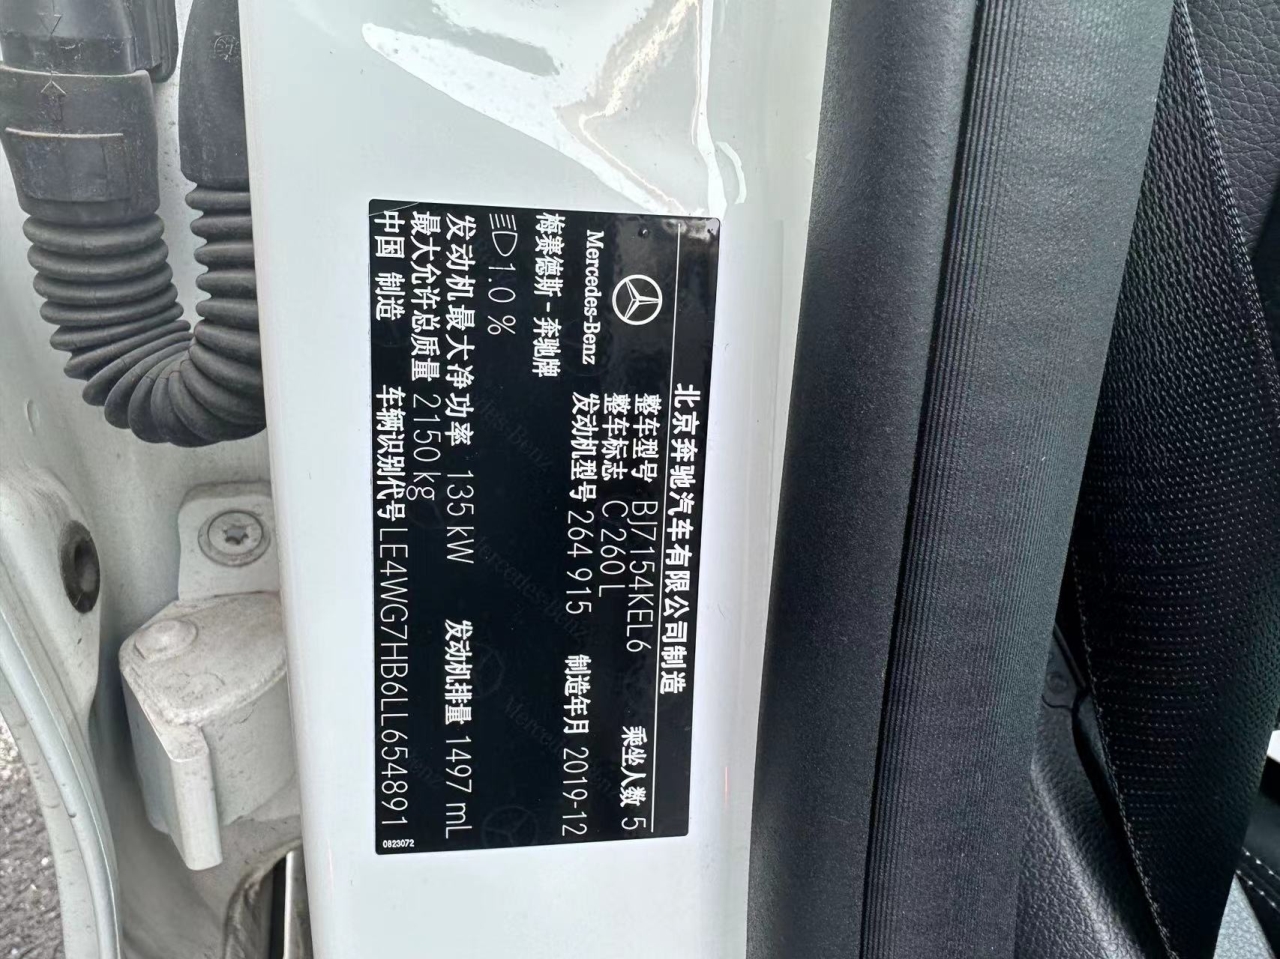 北京奔驰汽车有限公司制造
整车型号 BJ7154KEL6 乘坐人数 5
整车标志 C 260 L
Mercedes-Benz
发动机型号 264 915 制造年月 2019-12
梅赛德斯-奔驰牌
1.0 %
发动机最大净功率 135 kW 发动机排量 1497 mL
最大允许总质量 2150 kg
中国 制造 车辆识别代号 LE4WG7HB6LL654891
0823072